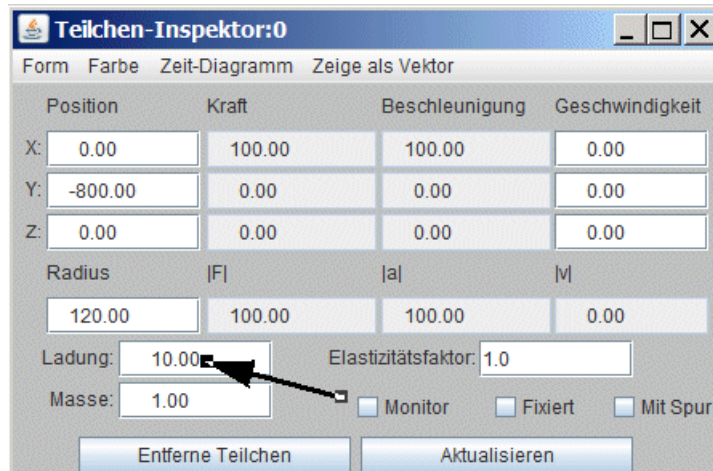 Teilchen-Inspektor:0
Form Farbe Zeit-Diagramm Zeige als Vektor
Position Kraft Beschleunigung Geschwindigkeit
X: 0.00 100.00 100.00 0.00
Y: -800.00 0.00 0.00 0.00
Z: 0.00 0.00 0.00 0.00
Radius |F| |a| |v|
120.00 100.00 100.00 0.00
Ladung: 10.00 Elastizitätsfaktor: 1.0
Masse: 1.00 Monitor Fixiert Mit Spur
Entferne Teilchen Aktualisieren